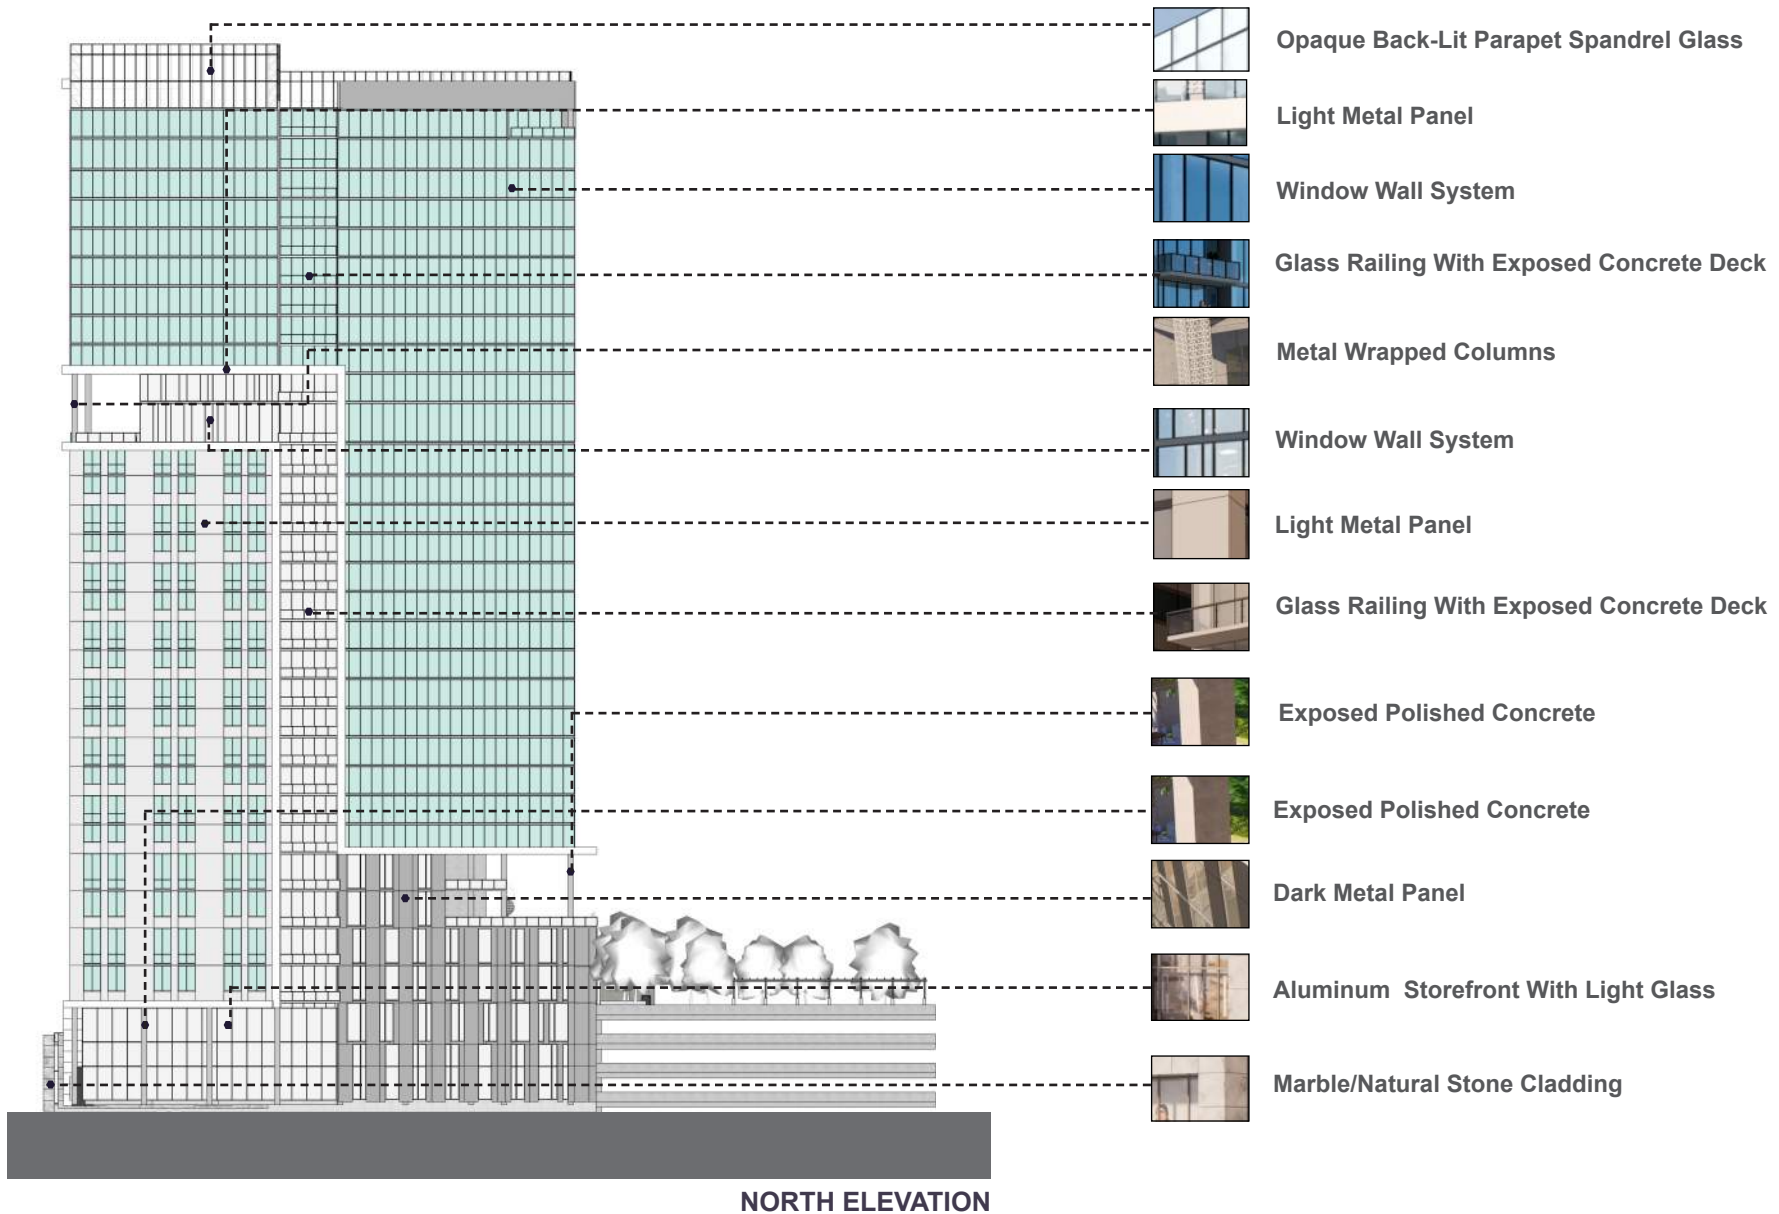 Opaque Back-Lit Parapet Spandrel Glass
Light Metal Panel
Window Wall System
Glass Railing With Exposed Concrete Deck
Metal Wrapped Columns
Window Wall System
Light Metal Panel
Glass Railing With Exposed Concrete Deck
Exposed Polished Concrete
Exposed Polished Concrete
Dark Metal Panel
Aluminum  Storefront With Light Glass
Marble/Natural Stone Cladding
NORTH ELEVATION